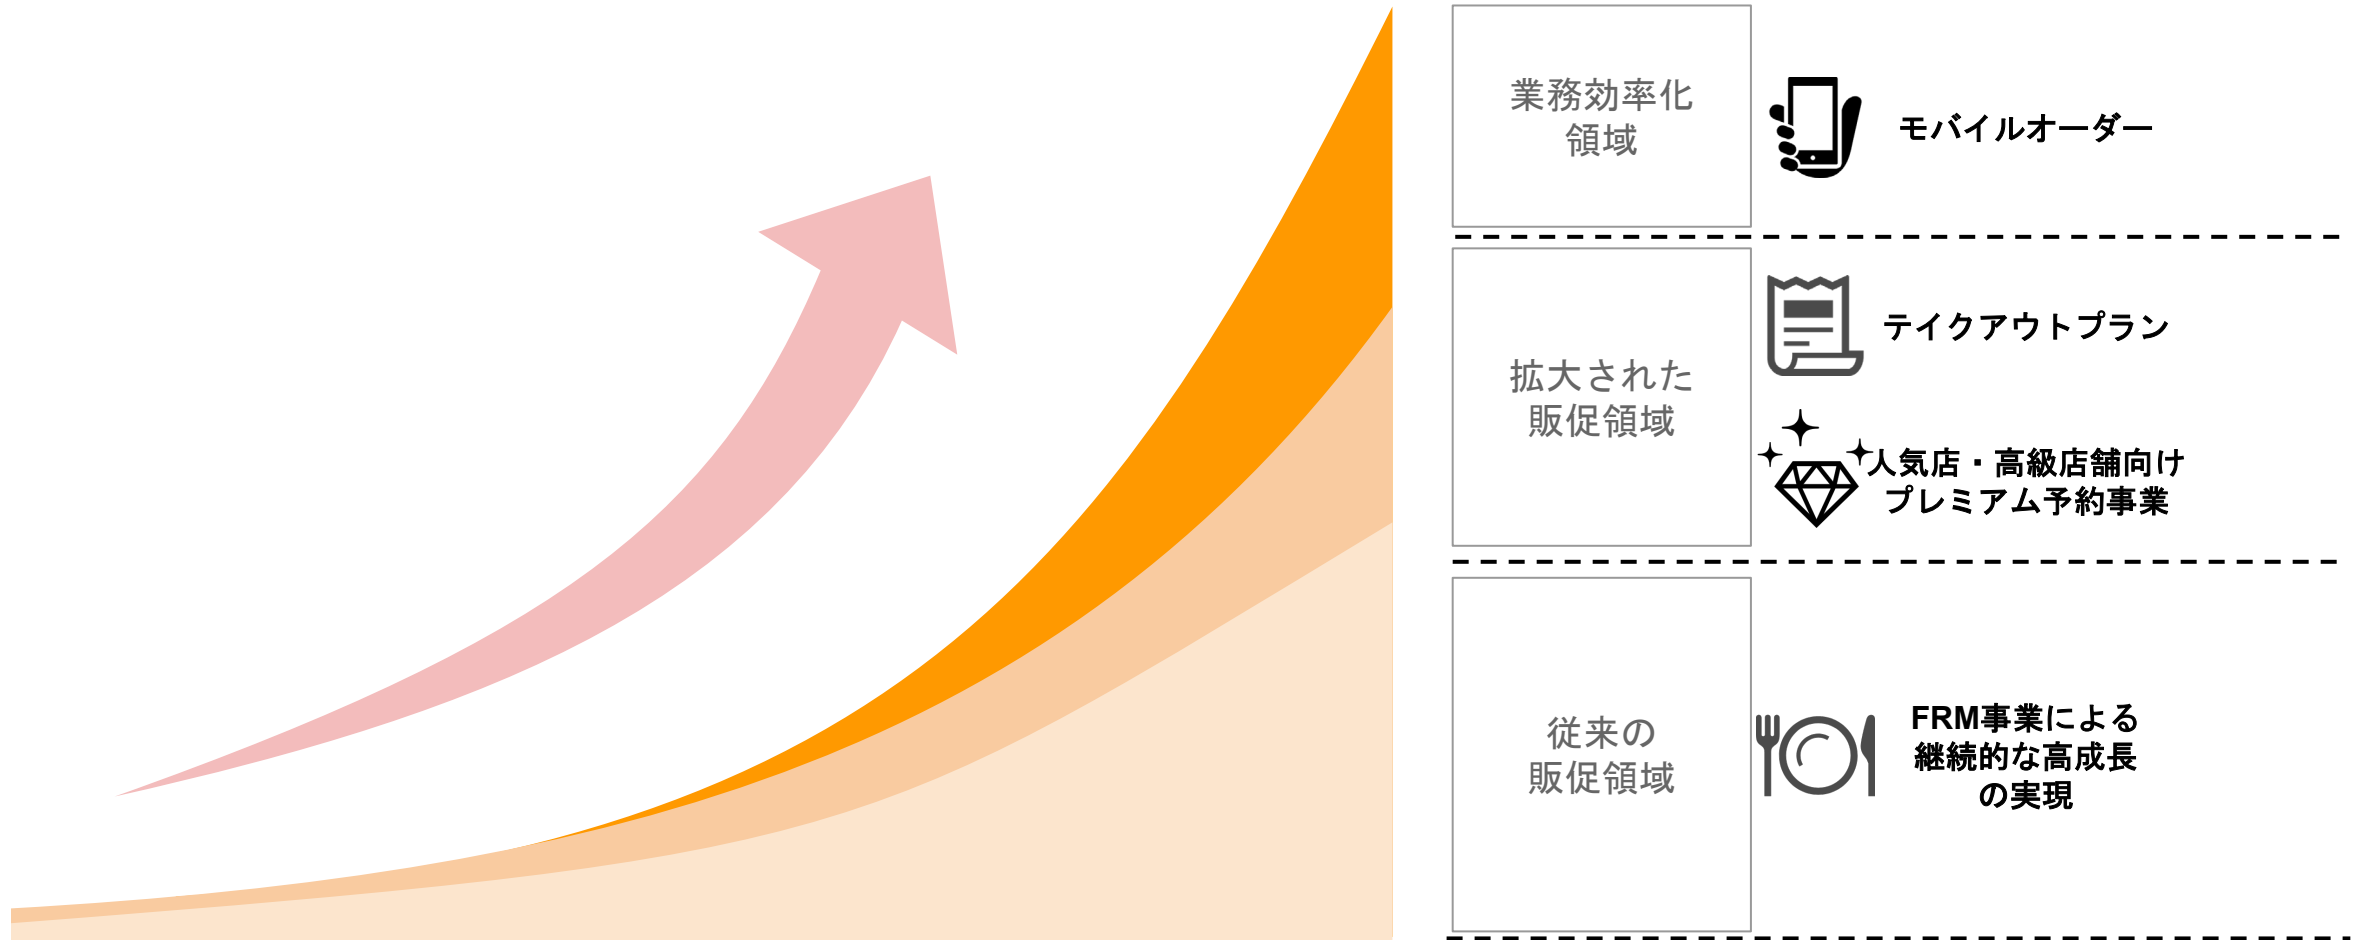 業務効率化
領域
モバイルオーダー
拡大された
販促領域
テイクアウトプラン
人気店・高級店舗向け
プレミアム予約事業
従来の
販促領域
FRM事業による
継続的な高成長
の実現